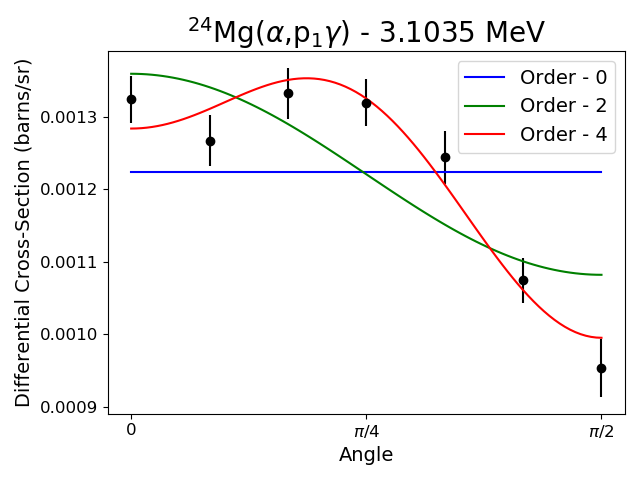 ²⁴Mg(α,p₁γ) - 3.1035 MeV
Differential Cross-Section (barns/sr)
0.0013
0.0012
0.0011
0.0010
0.0009
Order - 0
Order - 2
Order - 4
0
π/4
π/2
Angle